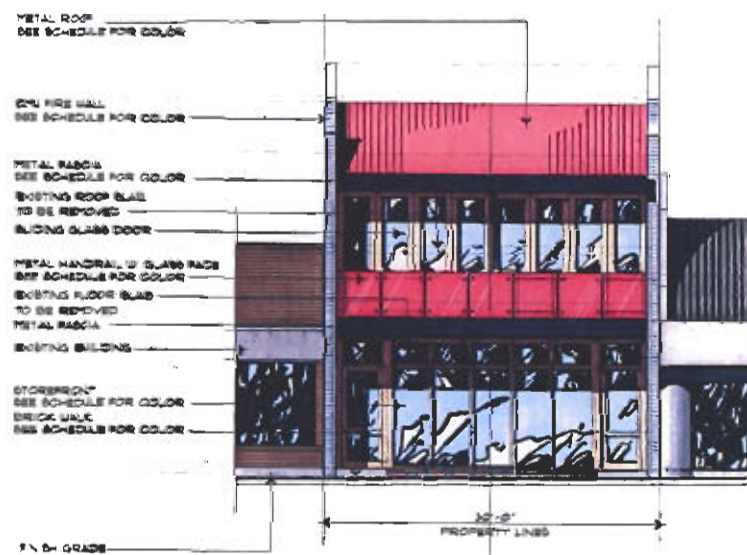 METAL ROOF
SEE SCHEDULE FOR COLOR
CMU FIRE WALL
SEE SCHEDULE FOR COLOR
METAL FASCIA
SEE SCHEDULE FOR COLOR
EXISTING ROOF SLAB
TO BE REMOVED
SLIDING GLASS DOOR
METAL HANDRAIL W/ GLASS FACE
SEE SCHEDULE FOR COLOR
EXISTING FLOOR SLAB
TO BE REMOVED
METAL FASCIA
EXISTING BUILDING
STOREFRONT
SEE SCHEDULE FOR COLOR
BRICK WALK
SEE SCHEDULE FOR COLOR
PROPERTY LINES
FINISH GRADE